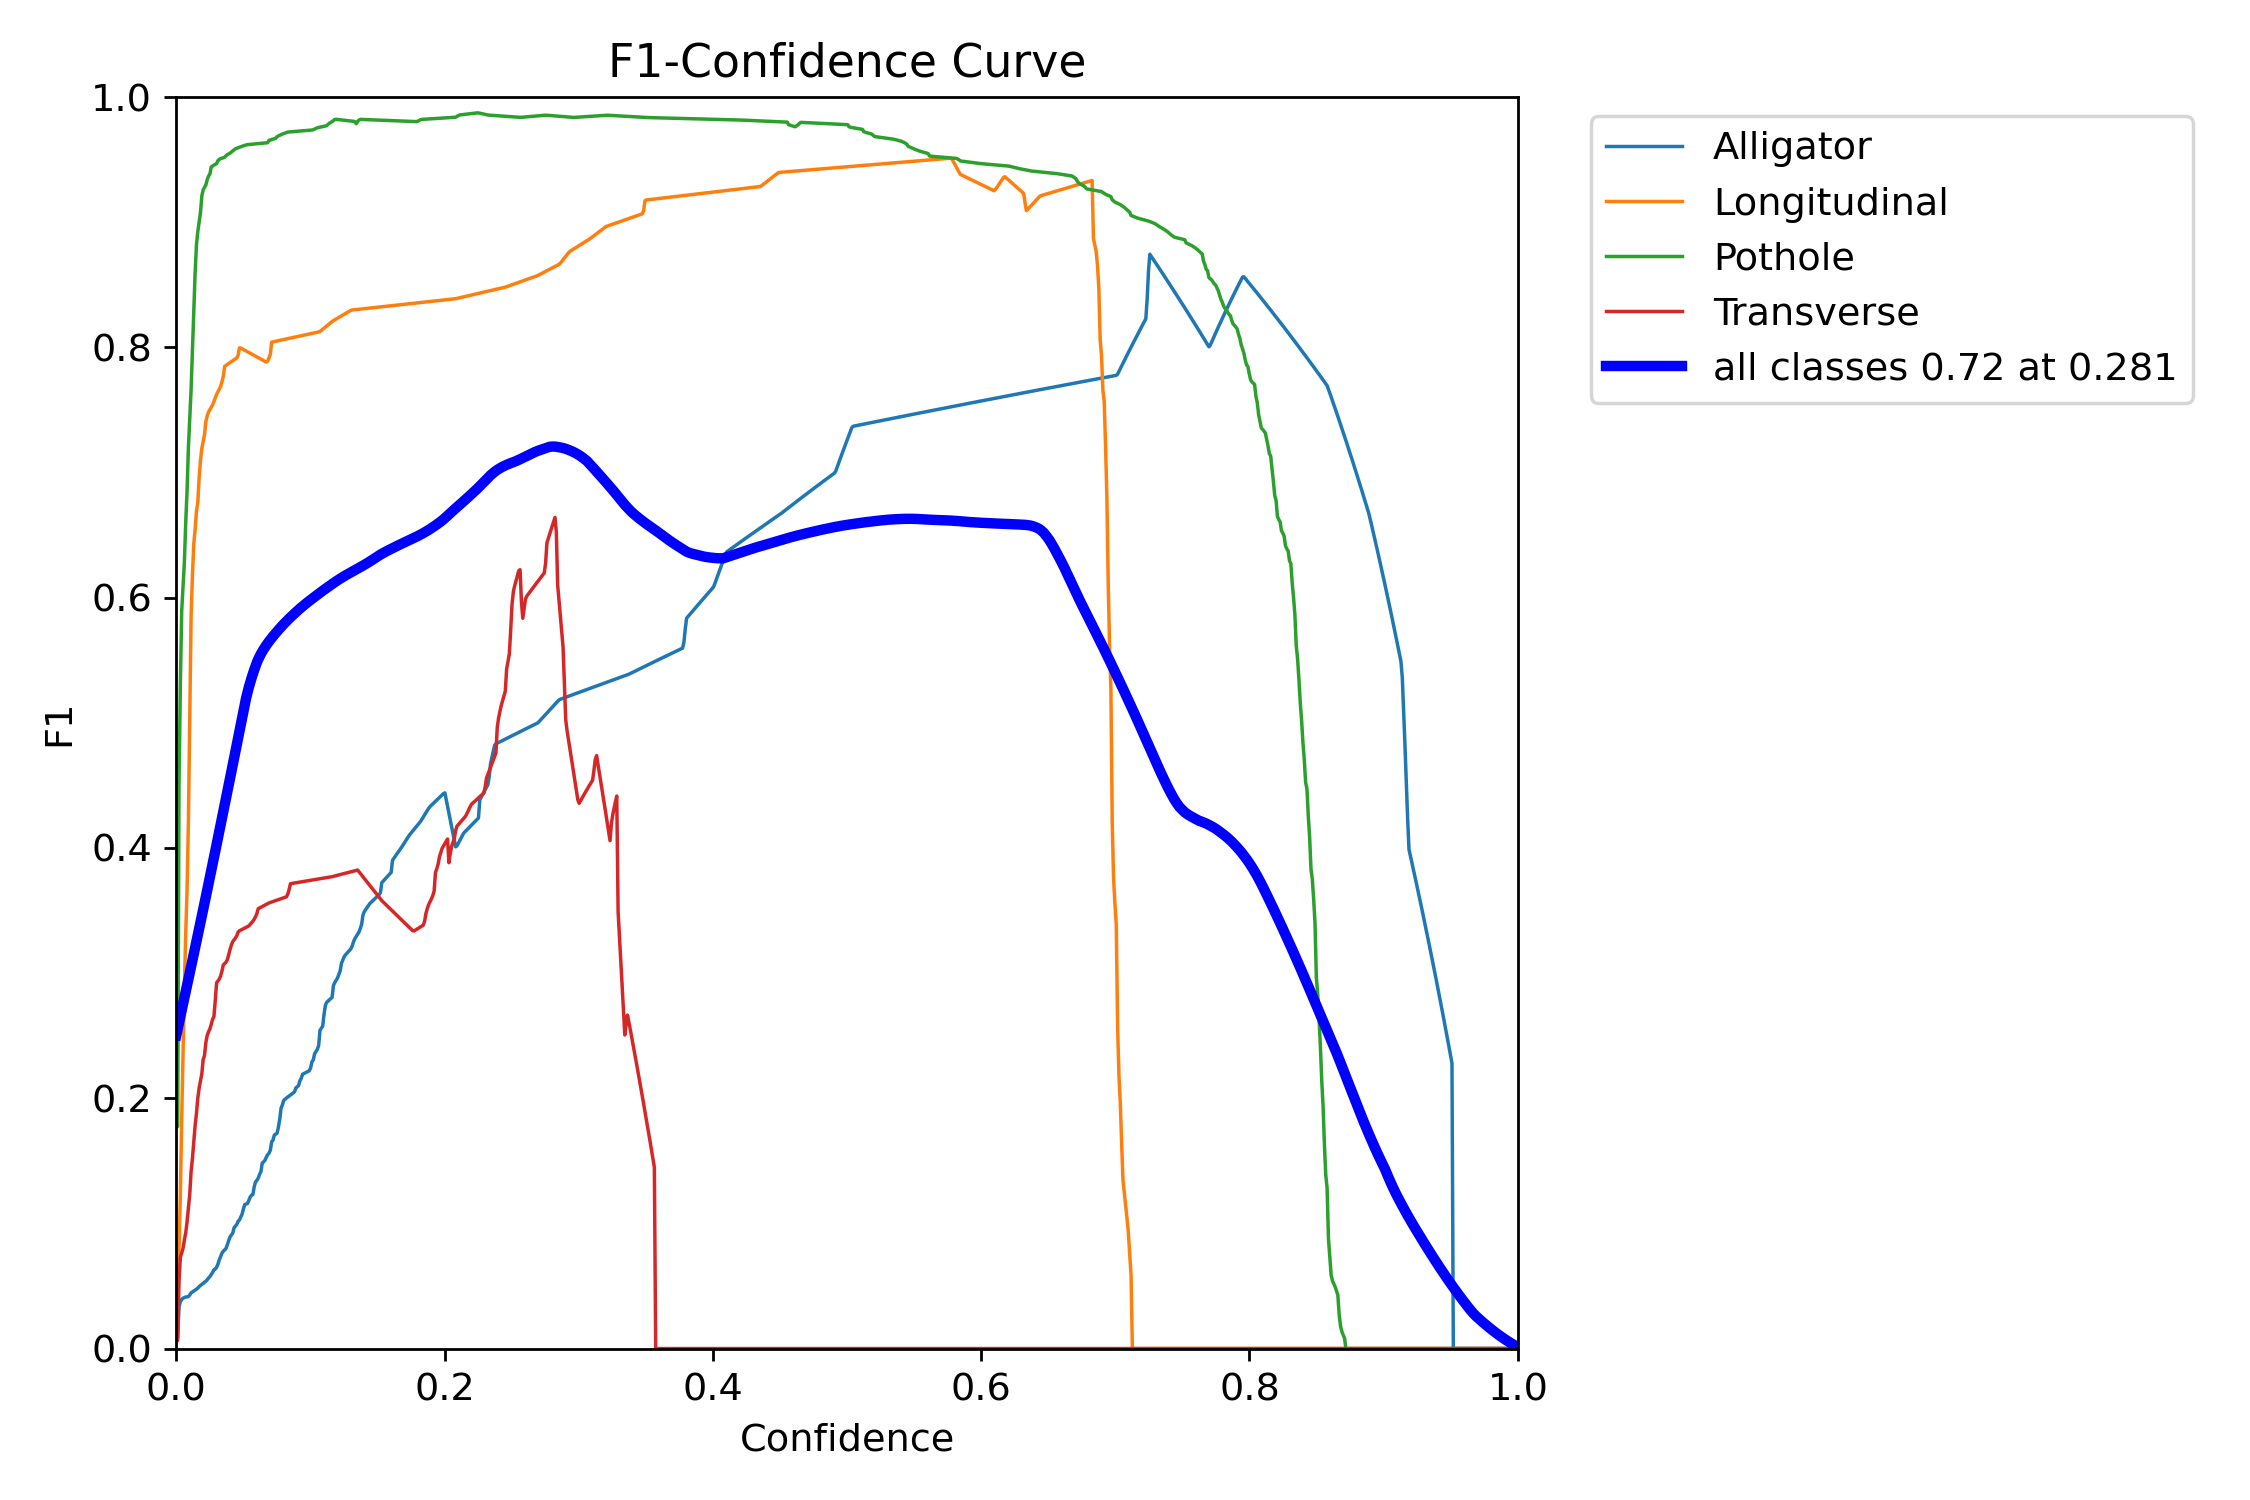 F1-Confidence Curve
1.0
0.8
0.6
0.4
0.2
0.0
F1
0.0 0.2 0.4 0.6 0.8 1.0
Confidence
Alligator
Longitudinal
Pothole
Transverse
all classes 0.72 at 0.281